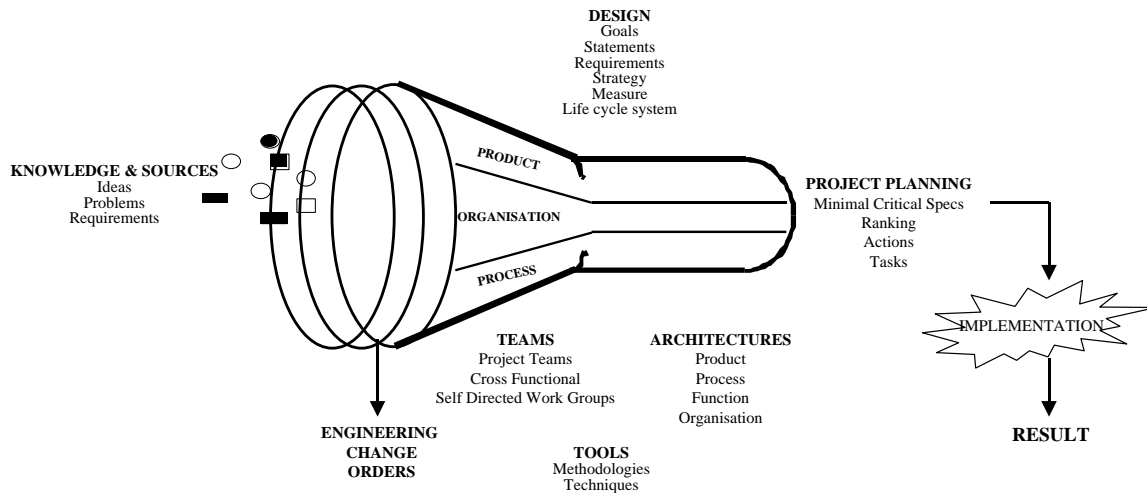 DESIGN
Goals
Statements
Requirements
Strategy
Measure
Life cycle system
KNOWLEDGE & SOURCES
Ideas
Problems
Requirements
PRODUCT
ORGANISATION
PROCESS
PROJECT PLANNING
Minimal Critical Specs
Ranking
Actions
Tasks
IMPLEMENTATION
RESULT
TEAMS
Project Teams
Cross Functional
Self Directed Work Groups
ARCHITECTURES
Product
Process
Function
Organisation
ENGINEERING
CHANGE
ORDERS
TOOLS
Methodologies
Techniques